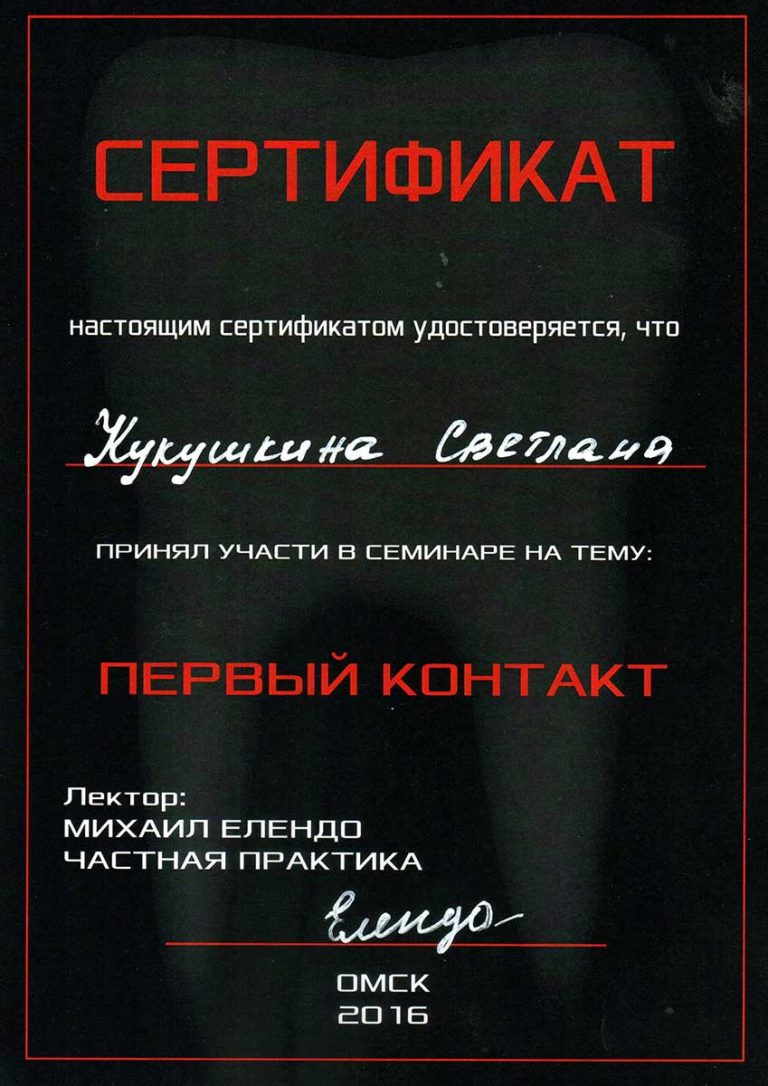 СЕРТИФИКАТ
настоящим сертификатом удостоверяется, что
Кукушкина Светлана
ПРИНЯЛ УЧАСТИ В СЕМИНАРЕ НА ТЕМУ:
ПЕРВЫЙ КОНТАКТ
Лектор:
МИХАИЛ ЕЛЕНДО
ЧАСТНАЯ ПРАКТИКА
Елендо
ОМСК
2016